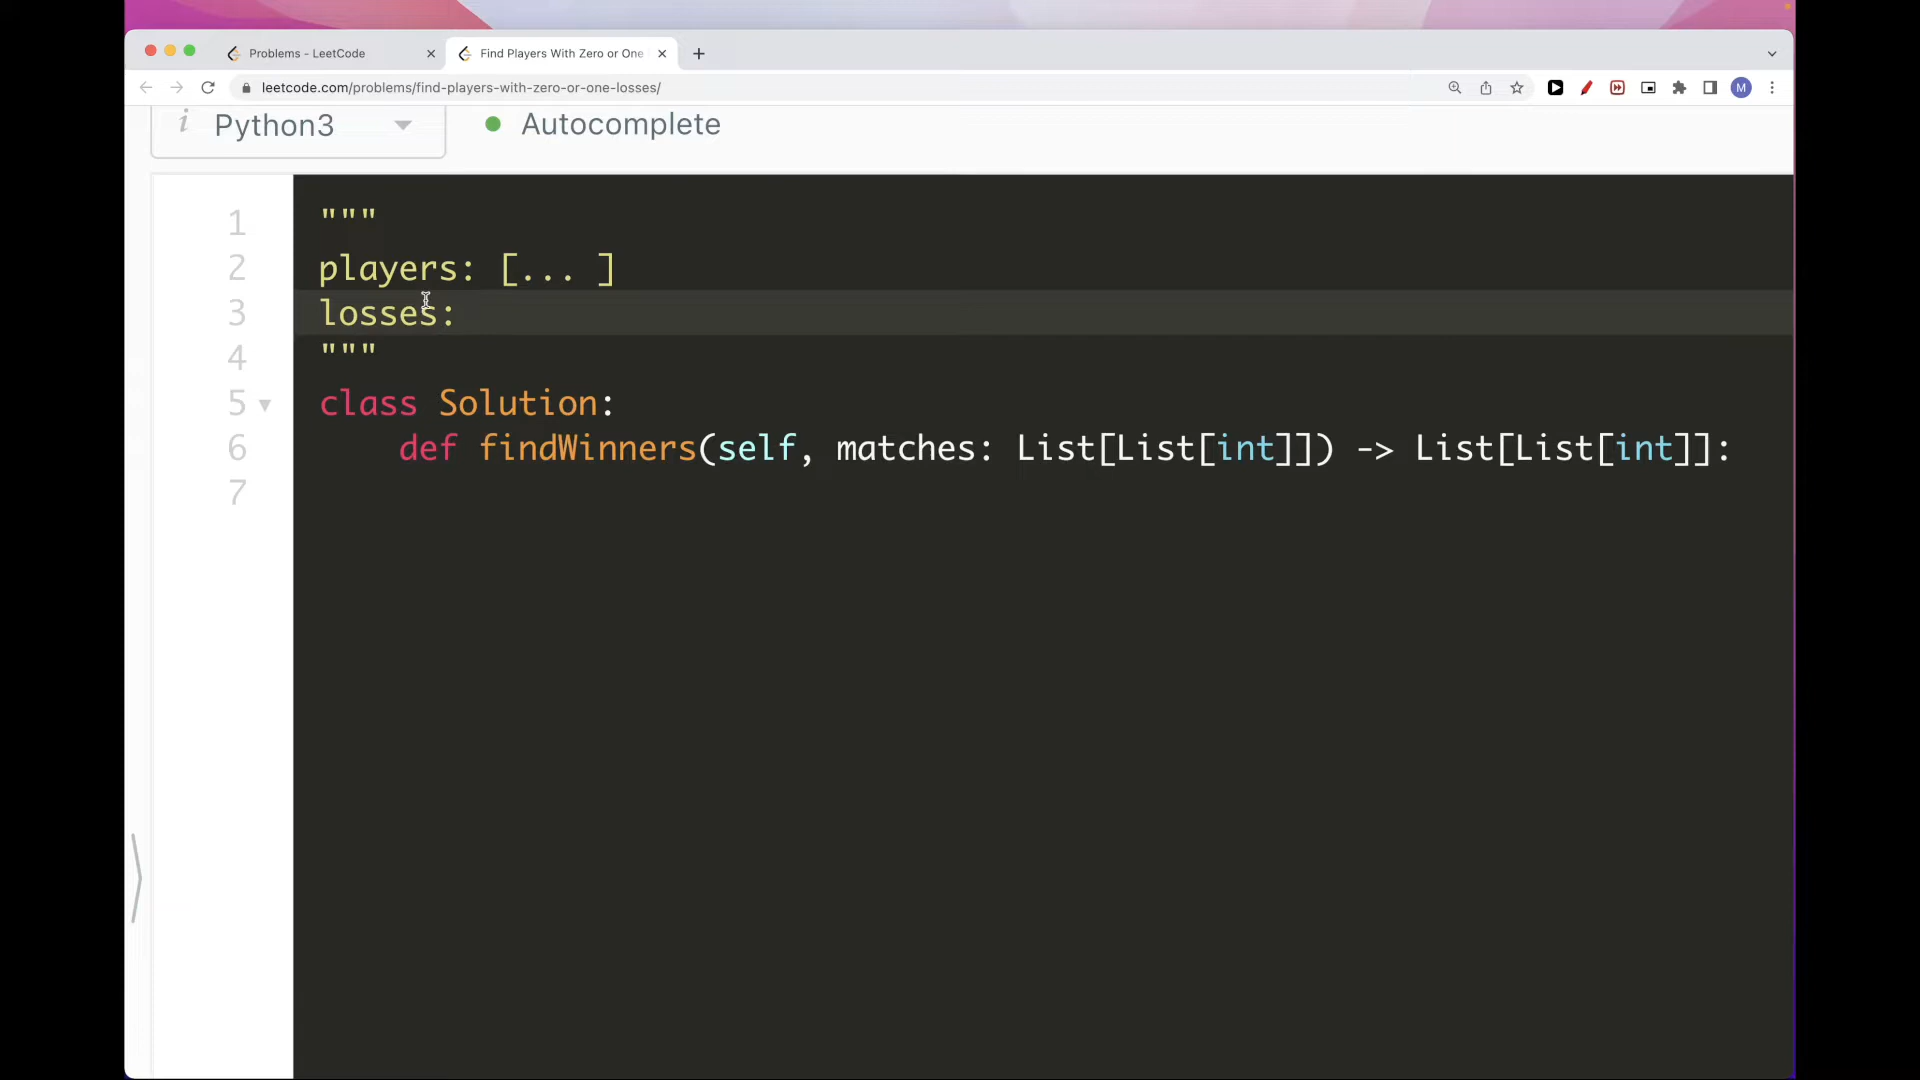 Problems - LeetCode
Find Players With Zero or One
leetcode.com/problems/find-players-with-zero-or-one-losses/
M
i Python3
Autocomplete
1 """
2 players: [... ]
3 losses:
4 """
5 class Solution:
6 def findWinners(self, matches: List[List[int]]) -> List[List[int]]:
7